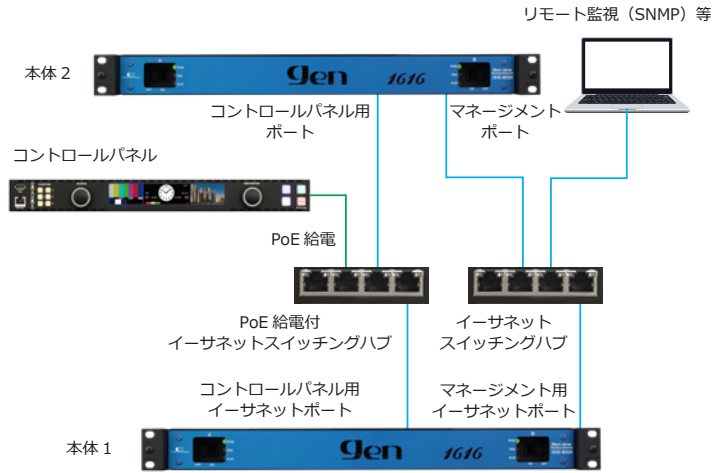 リモート監視（SNMP）等
本体 2
gen 1616
コントロールパネル用
ポート
マネージメント
ポート
コントロールパネル
PoE 給電
PoE 給電付
イーサネットスイッチングハブ
イーサネット
スイッチングハブ
コントロールパネル用
イーサネットポート
マネージメント用
イーサネットポート
本体 1
gen 1616